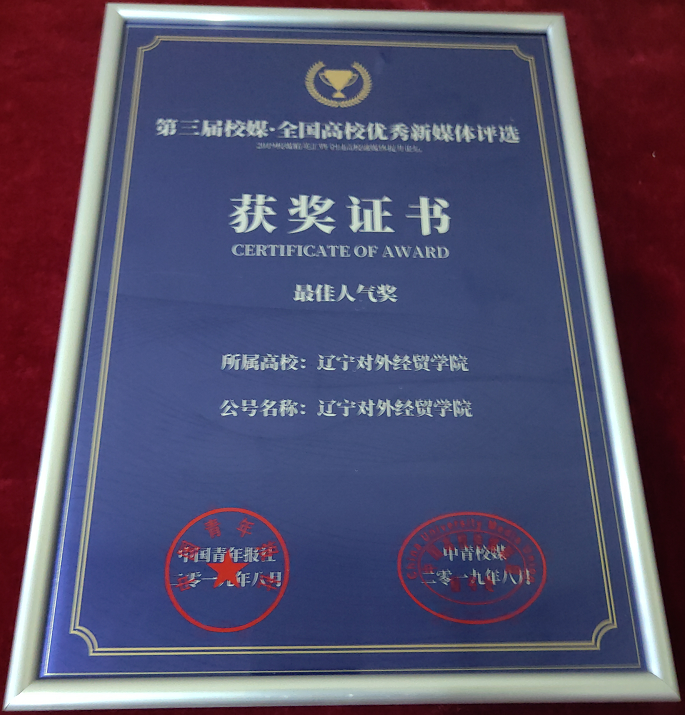 第三届校媒·全国高校优秀新媒体评选
获奖证书
CERTIFICATE OF AWARD
最佳人气奖
所属高校：辽宁对外经贸学院
公号名称：辽宁对外经贸学院
中国青年报社
二零一九年八月
中青校媒
二零一九年八月